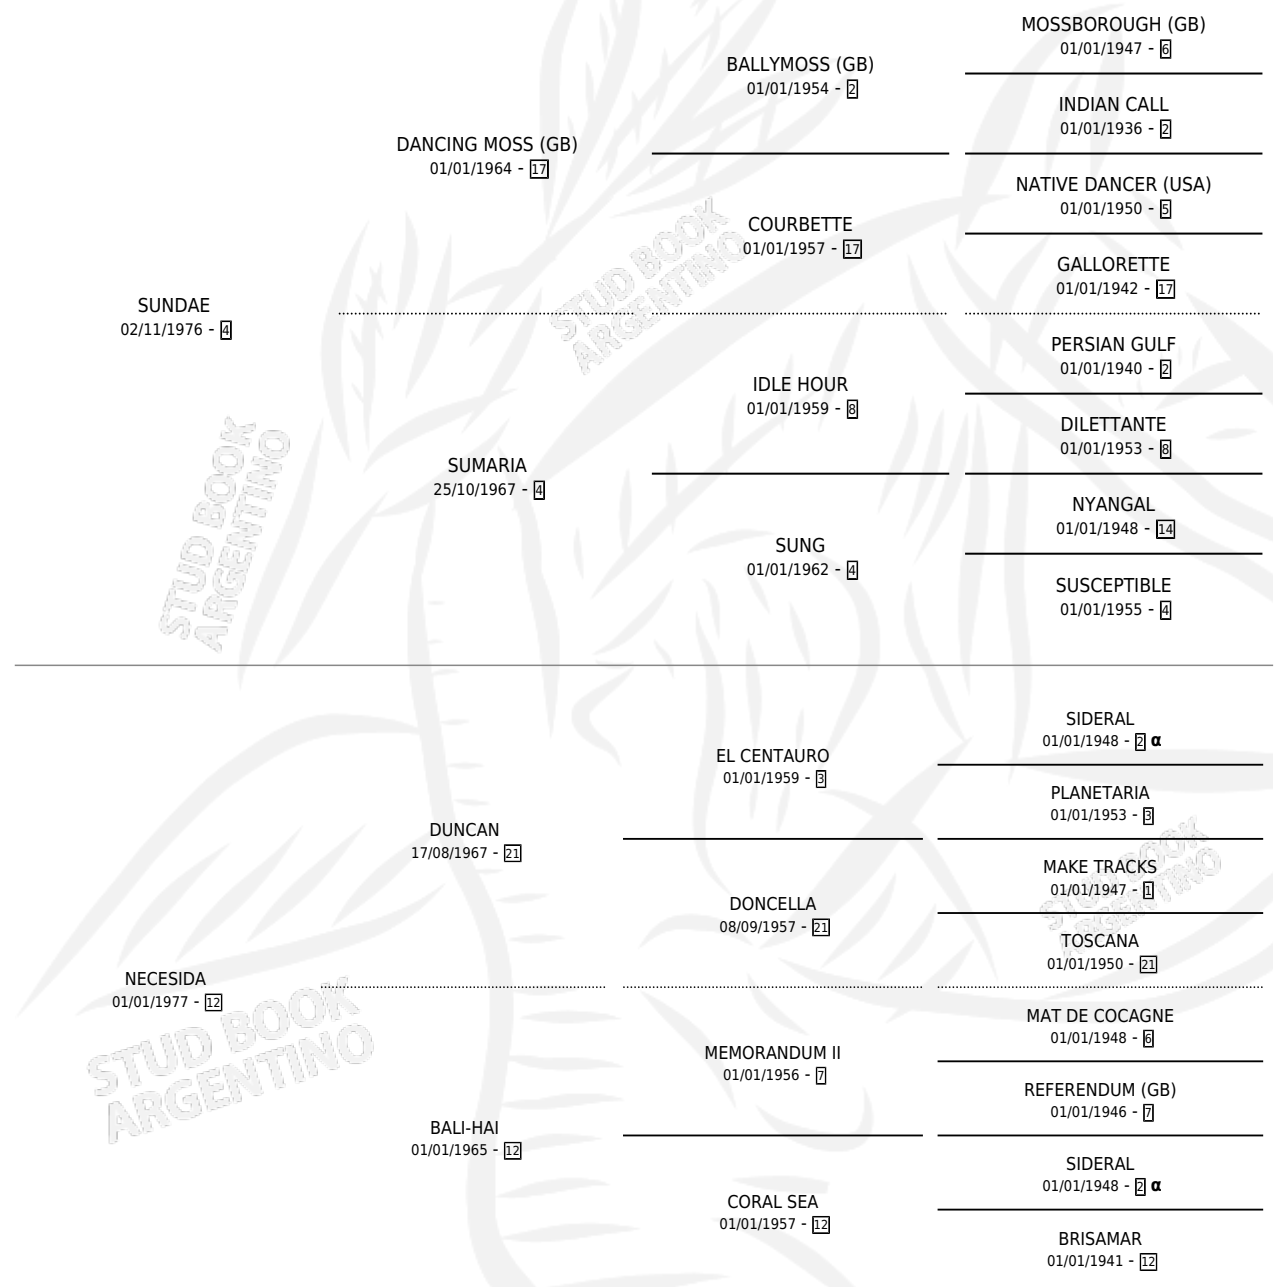 MOSSBOROUGH (GB)
01/01/1947 - 6
BALLYMOSS (GB)
01/01/1954 - 2
INDIAN CALL
01/01/1936 - 2
DANCING MOSS (GB)
01/01/1964 - 17
NATIVE DANCER (USA)
01/01/1950 - 5
COURBETTE
01/01/1957 - 17
GALLORETTE
01/01/1942 - 17
SUNDAE
02/11/1976 - 4
PERSIAN GULF
01/01/1940 - 2
IDLE HOUR
01/01/1959 - 8
DILETTANTE
01/01/1953 - 8
SUMARIA
25/10/1967 - 4
NYANGAL
01/01/1948 - 14
SUNG
01/01/1962 - 4
SUSCEPTIBLE
01/01/1955 - 4
STUD BOOK
ARGENTINO
STUD BOOK
ARGENTINO
SIDERAL
01/01/1948 - 2 α
EL CENTAURO
01/01/1959 - 3
PLANETARIA
01/01/1953 - 3
DUNCAN
17/08/1967 - 21
MAKE TRACKS
01/01/1947 - 1
DONCELLA
08/09/1957 - 21
TOSCANA
01/01/1950 - 21
NECESIDA
01/01/1977 - 12
MAT DE COCAGNE
01/01/1948 - 6
MEMORANDUM II
01/01/1956 - 7
REFERENDUM (GB)
01/01/1946 - 7
BALI-HAI
01/01/1965 - 12
SIDERAL
01/01/1948 - 2 α
CORAL SEA
01/01/1957 - 12
BRISAMAR
01/01/1941 - 12
STUD BOOK
ARGENTINO
STUD BOOK
ARGENTINO